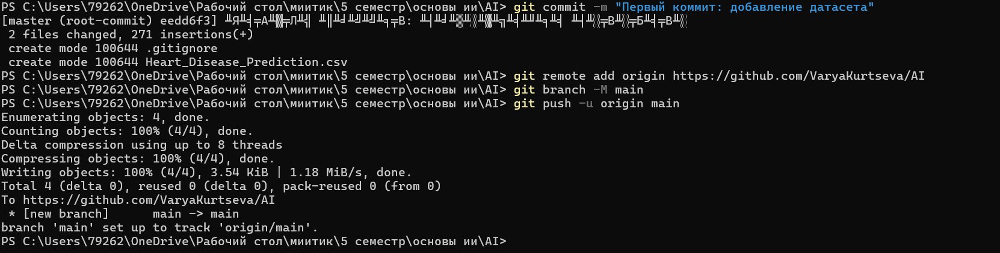 PS C:\Users\79262\OneDrive\Рабочий стол\миитик\5 семестр\основы ии\AI> git commit -m "Первый коммит: добавление датасета"
[master (root-commit) eedd6f3]
 2 files changed, 271 insertions(+)
 create mode 100644 .gitignore
 create mode 100644 Heart_Disease_Prediction.csv
PS C:\Users\79262\OneDrive\Рабочий стол\миитик\5 семестр\основы ии\AI> git remote add origin https://github.com/VaryaKurtseva/AI
PS C:\Users\79262\OneDrive\Рабочий стол\миитик\5 семестр\основы ии\AI> git branch -M main
PS C:\Users\79262\OneDrive\Рабочий стол\миитик\5 семестр\основы ии\AI> git push -u origin main
Enumerating objects: 4, done.
Counting objects: 100% (4/4), done.
Delta compression using up to 8 threads
Compressing objects: 100% (4/4), done.
Writing objects: 100% (4/4), 3.54 KiB | 1.18 MiB/s, done.
Total 4 (delta 0), reused 0 (delta 0), pack-reused 0 (from 0)
To https://github.com/VaryaKurtseva/AI
 * [new branch]      main -> main
branch 'main' set up to track 'origin/main'.
PS C:\Users\79262\OneDrive\Рабочий стол\миитик\5 семестр\основы ии\AI>